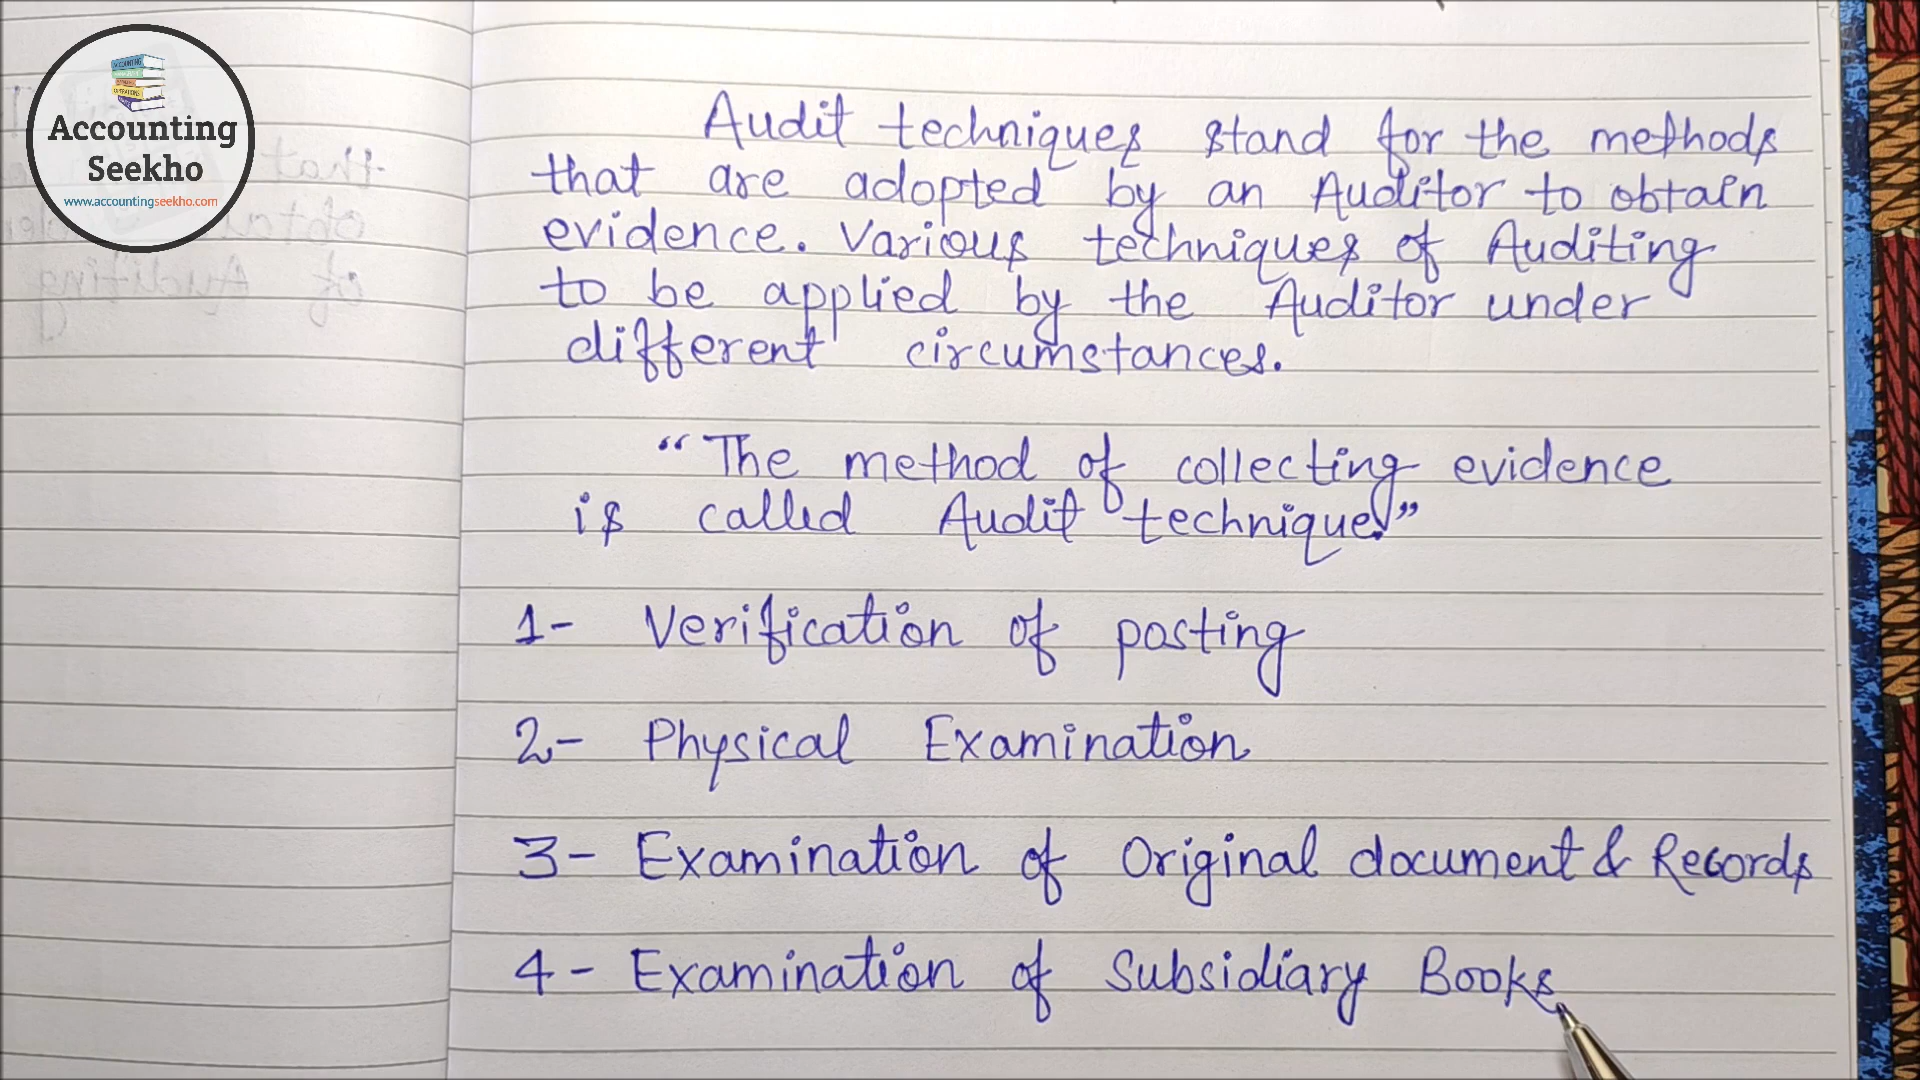 Accounting
Seekho
www.accountingseekho.com
Audit techniques stand for the methods
that are adopted by an Auditor to obtain
evidence. Various techniques of Auditing
to be applied by the Auditor under
different circumstances.
“The method of collecting evidence
is called Audit technique.”
1- Verification of posting
2- Physical Examination
3- Examination of Original document & Records
4- Examination of Subsidiary Books